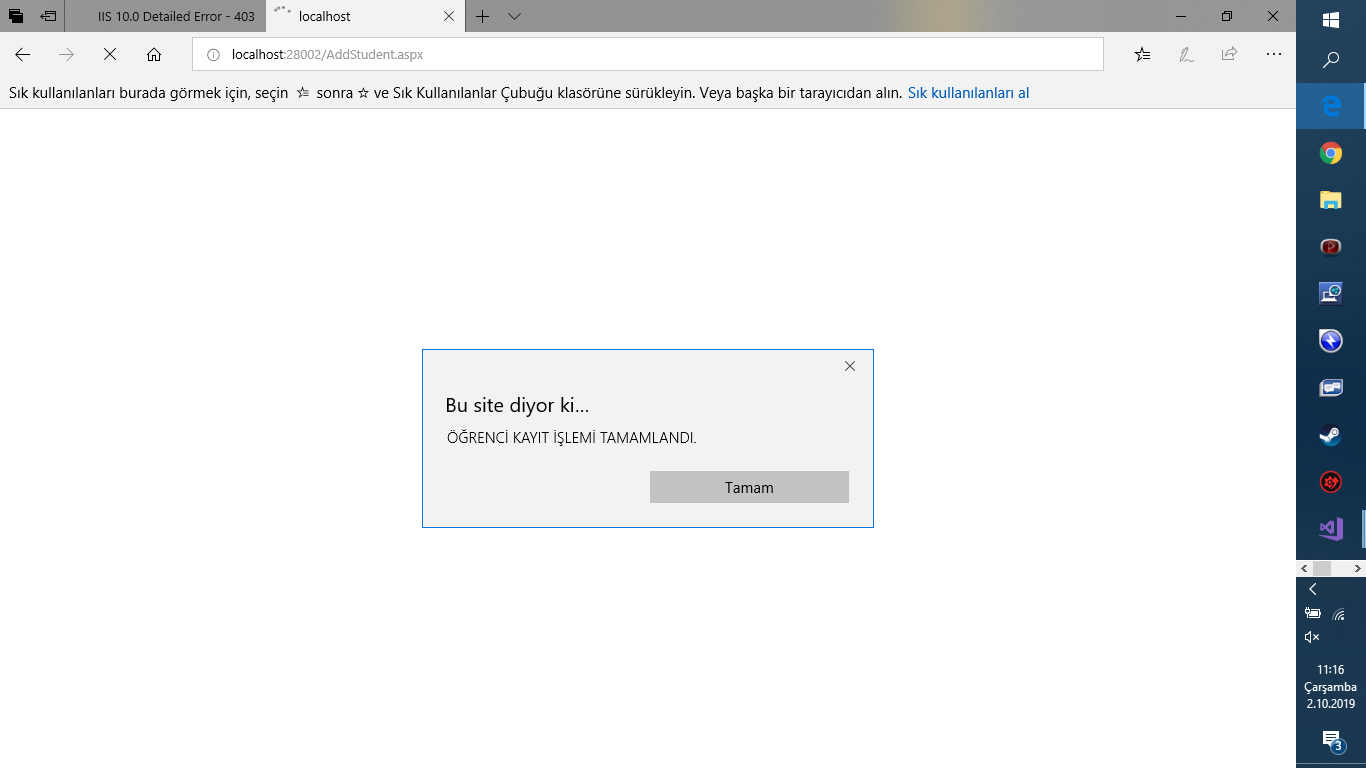 IIS 10.0 Detailed Error - 403
localhost
localhost:28002/AddStudent.aspx
Sık kullanılanları burada görmek için, seçin sonra ve Sık Kullanılanlar Çubuğu klasörüne sürükleyin. Veya başka bir tarayıcıdan alın. Sık kullanılanları al
Bu site diyor ki...
ÖĞRENCİ KAYIT İŞLEMİ TAMAMLANDI.
Tamam
11:16
Çarşamba
2.10.2019
3